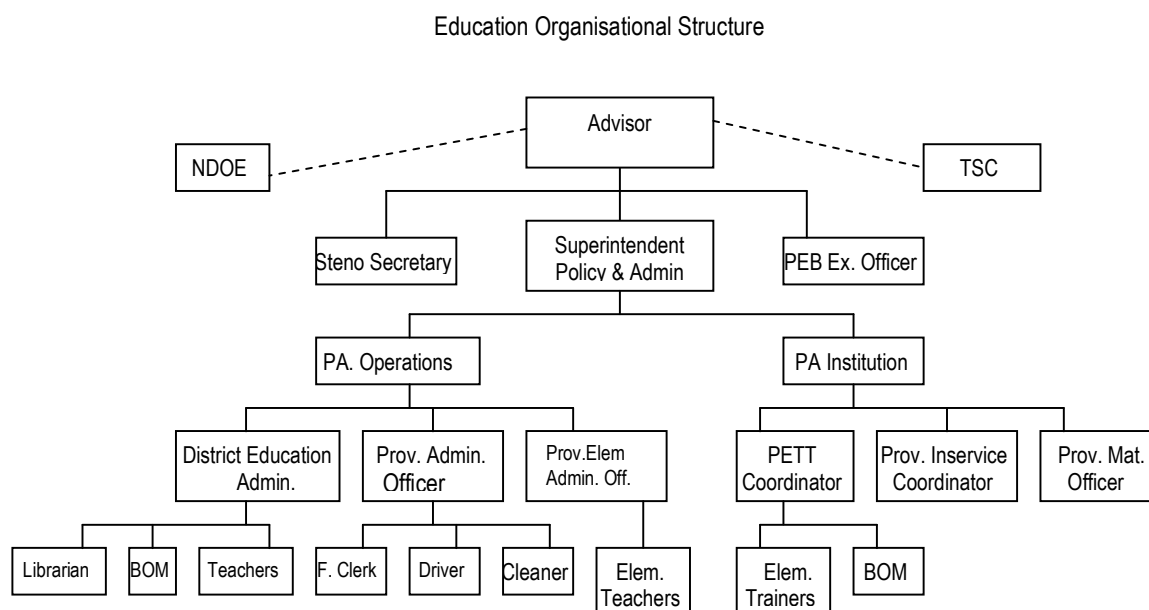 Education Organisational Structure
Advisor
NDOE
TSC
Steno Secretary
Superintendent
Policy & Admin
PEB Ex. Officer
PA. Operations
PA Institution
District Education
Admin.
Prov. Admin.
Officer
Prov.Elem
Admin. Off.
PETT
Coordinator
Prov. Inservice
Coordinator
Prov. Mat.
Officer
Librarian
BOM
Teachers
F. Clerk
Driver
Cleaner
Elem.
Teachers
Elem.
Trainers
BOM